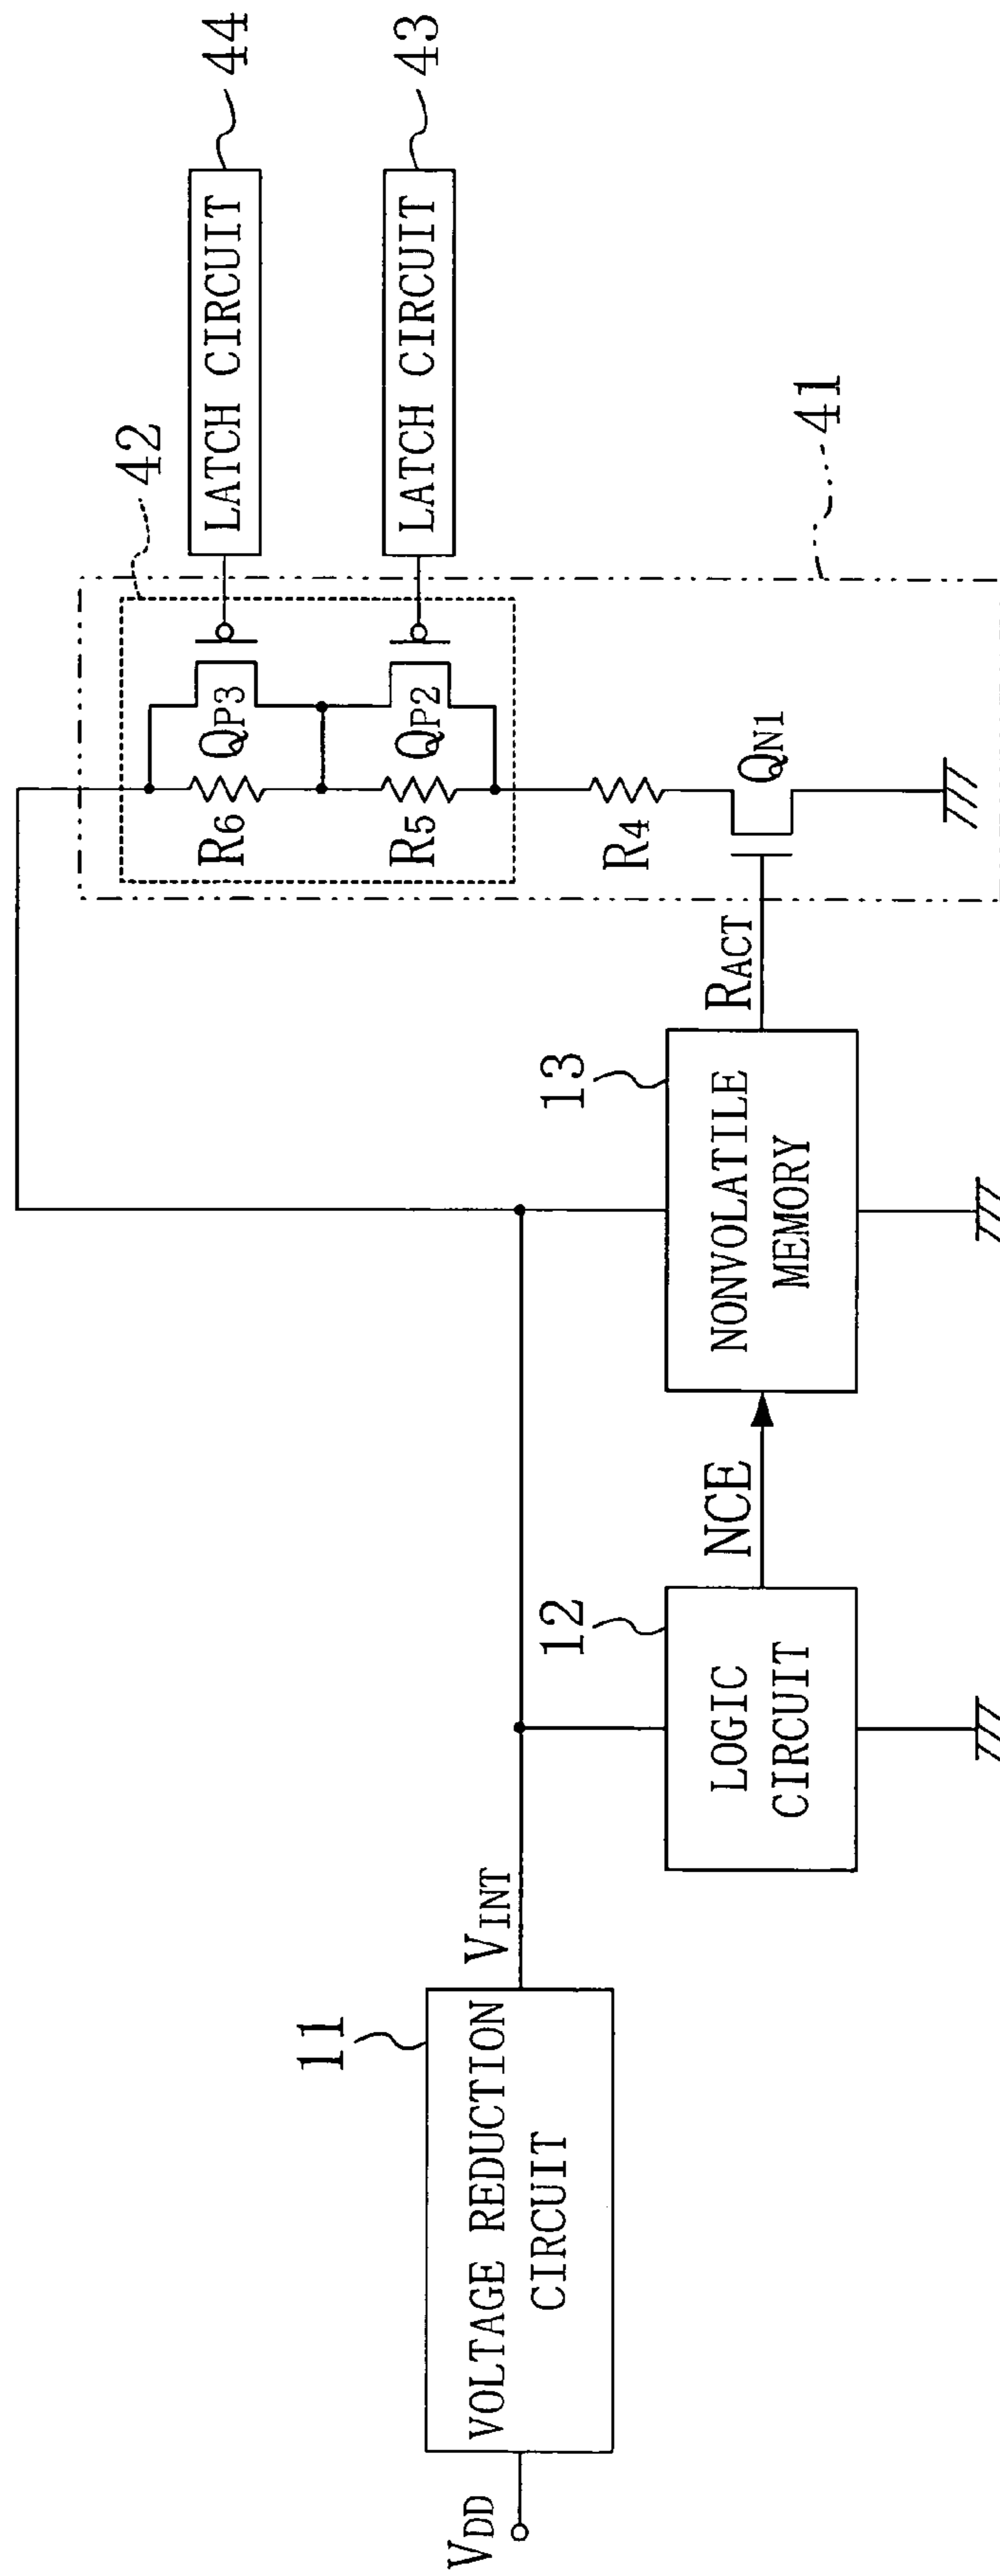 44
LATCH CIRCUIT
43
LATCH CIRCUIT
42
41
QP3
R6
QP2
R5
R4
QN1
RACT
13
NONVOLATILE
MEMORY
NCE
12
LOGIC
CIRCUIT
VINT
11
VOLTAGE REDUCTION
CIRCUIT
VDD